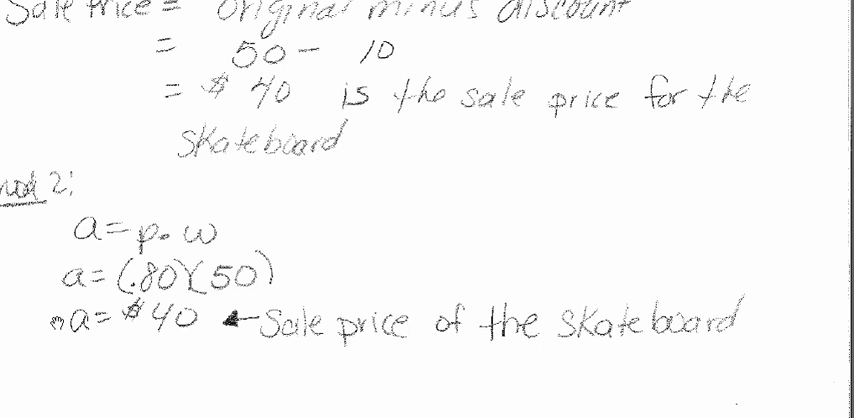 Sale Price = original minus discount
= 50 - 10
= $ 40 is the sale price for the
skateboard
2:
a = p. w
a = (.80)(50)
a = $40 ← Sale price of the skateboard